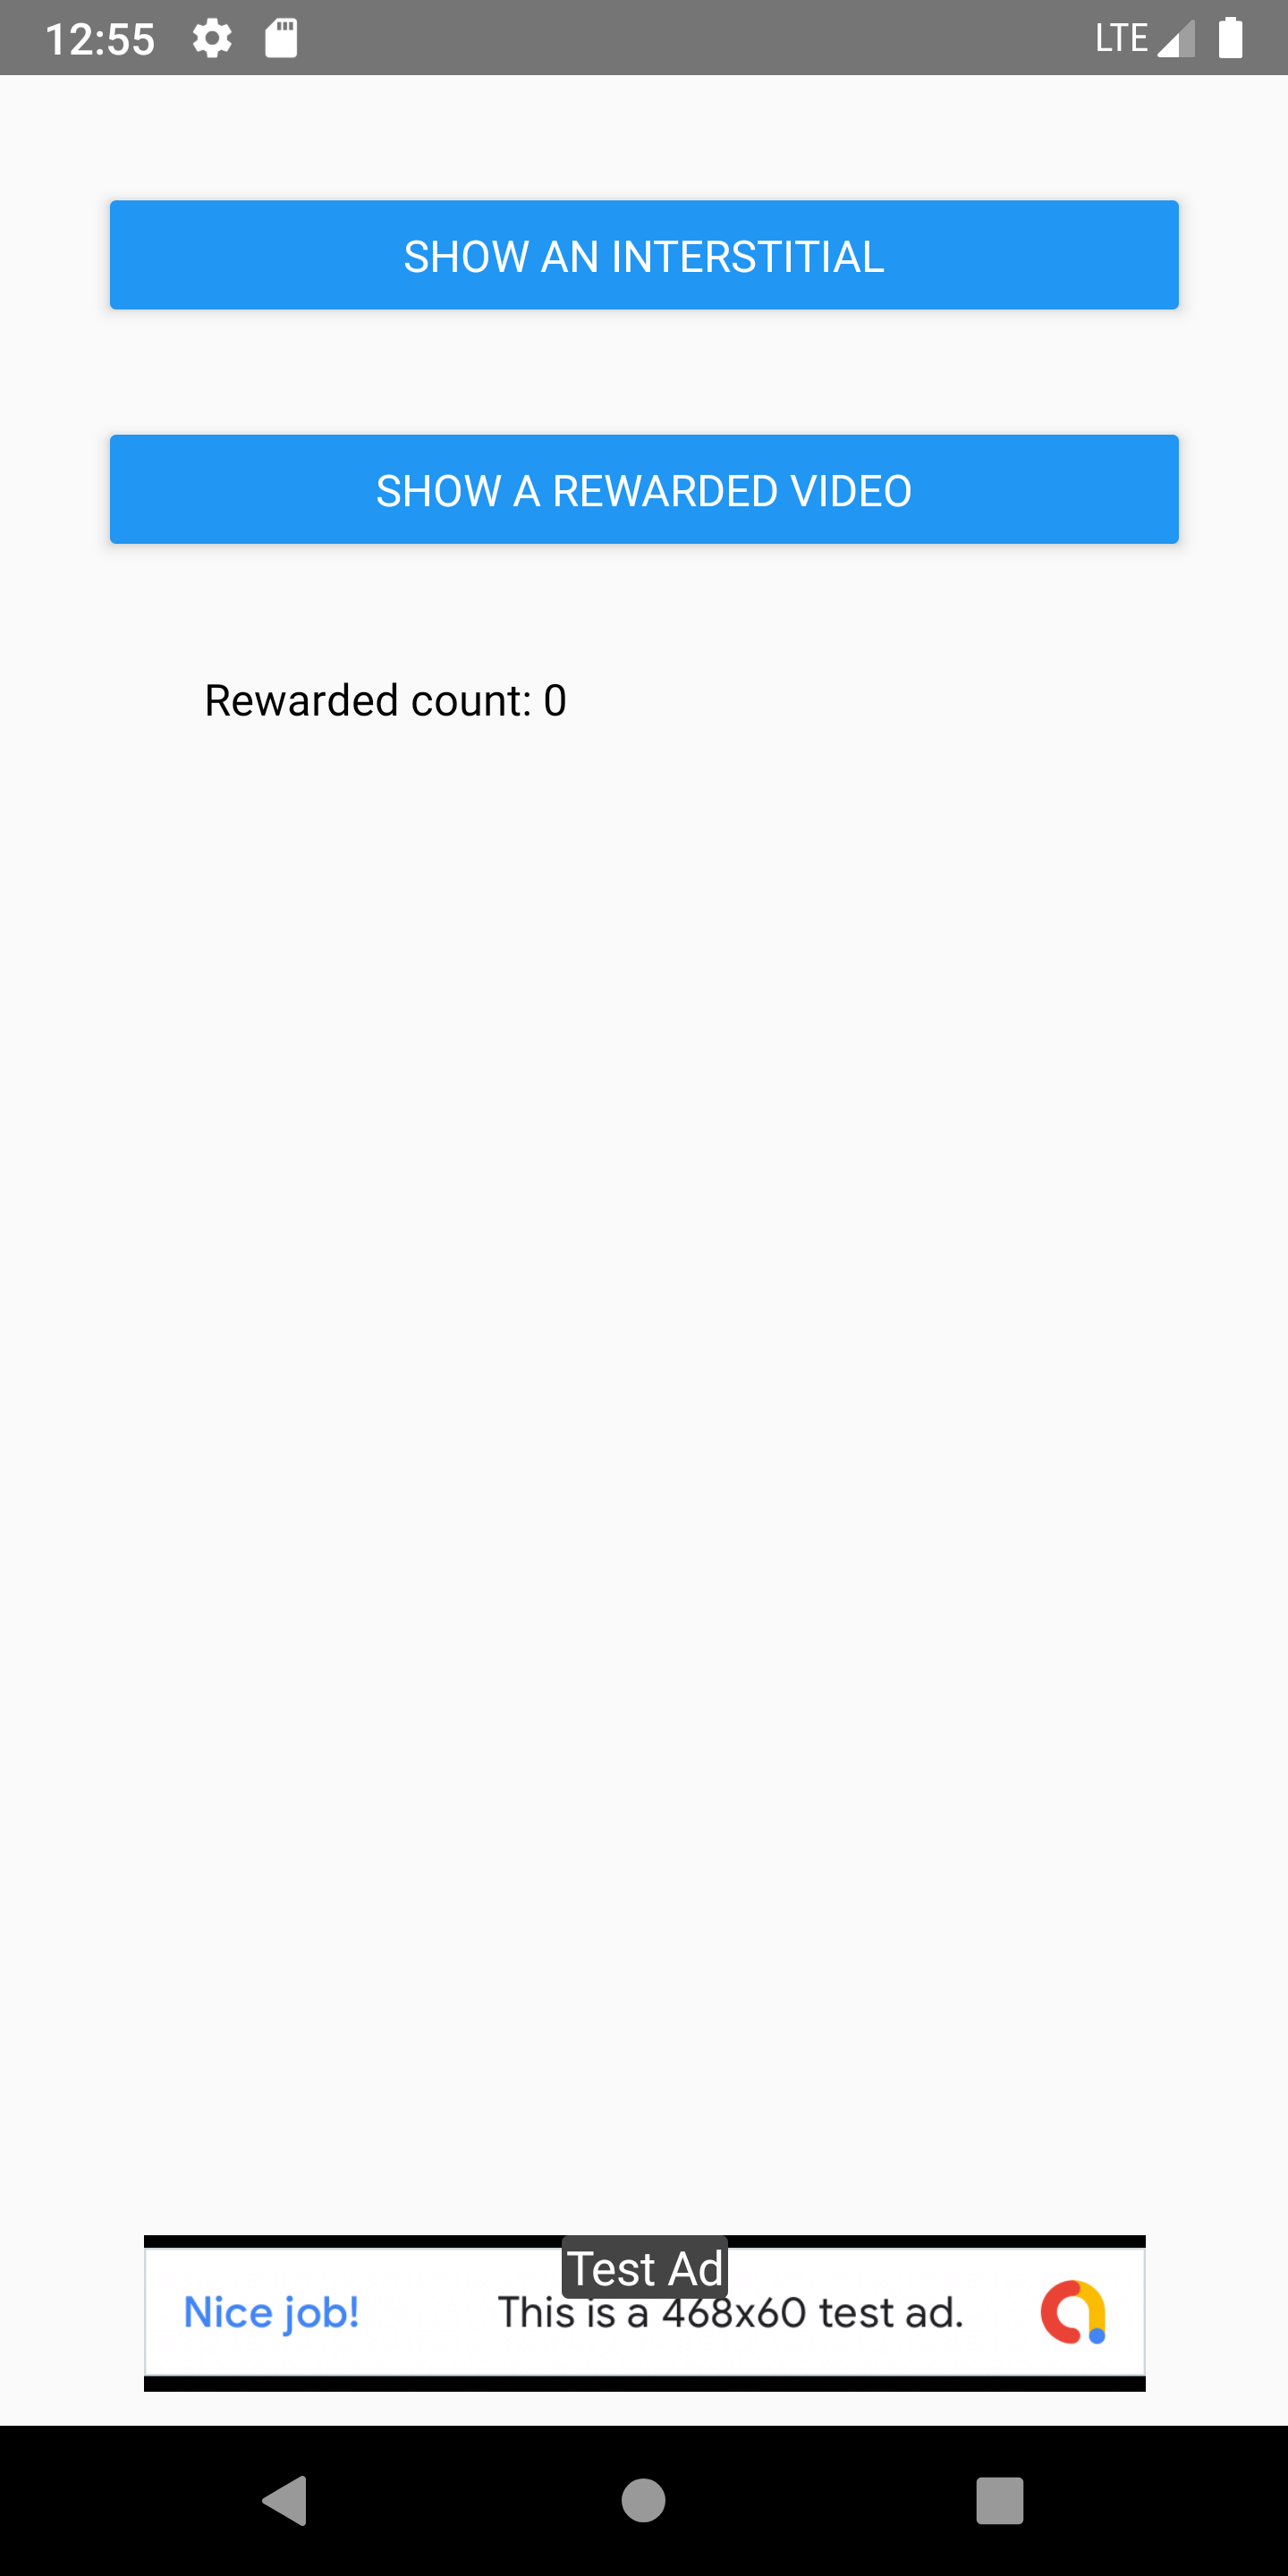 12:55 LTE
SHOW AN INTERSTITIAL
SHOW A REWARDED VIDEO
Rewarded count: 0
Test Ad
Nice job! This is a 468x60 test ad.